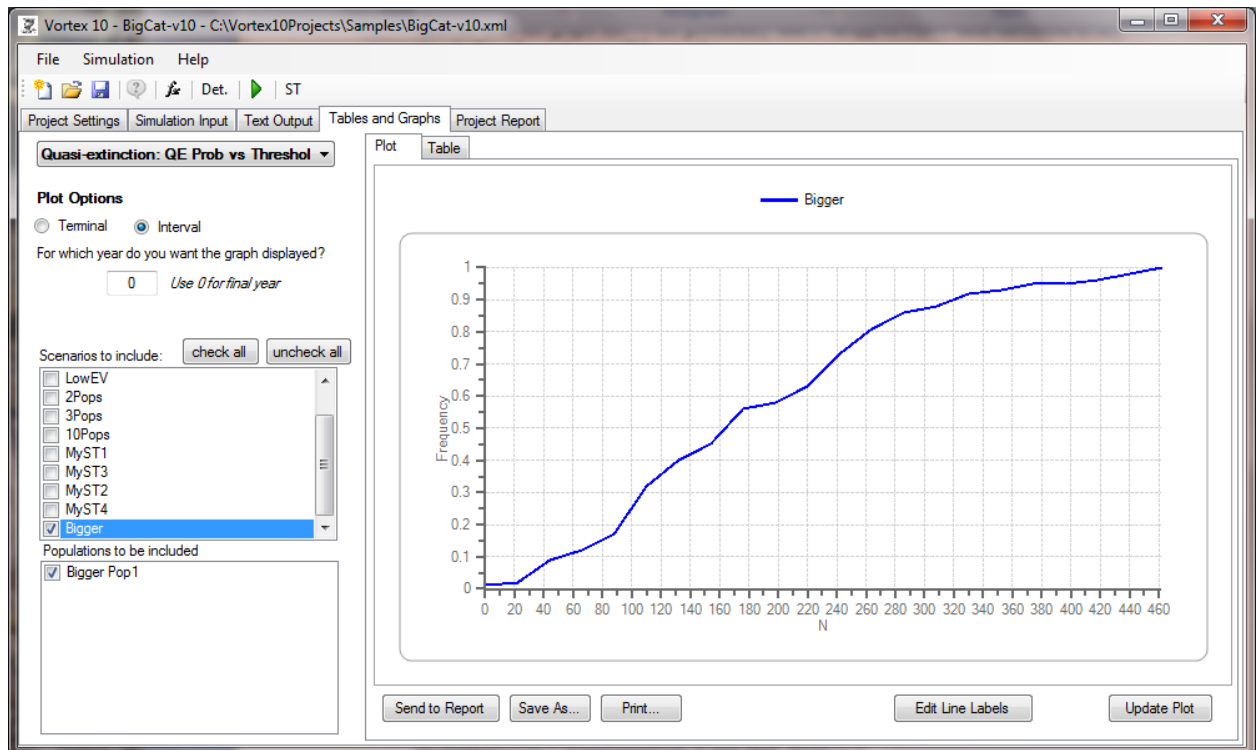 Vortex 10 - BigCat-v10 - C:\Vortex10Projects\Samples\BigCat-v10.xml
File Simulation Help
fx Det. ST
Project Settings Simulation Input Text Output Tables and Graphs Project Report
Quasi-extinction: QE Prob vs Threshol
Plot Options
Terminal Interval
For which year do you want the graph displayed?
0 Use 0 for final year
Scenarios to include: check all uncheck all
LowEV
2Pops
3Pops
10Pops
MyST1
MyST3
MyST2
MyST4
Bigger
Populations to be included
Bigger Pop1
Plot Table
Bigger
Frequency
1
0.9
0.8
0.7
0.6
0.5
0.4
0.3
0.2
0.1
0
0 20 40 60 80 100 120 140 160 180 200 220 240 260 280 300 320 340 360 380 400 420 440 460
N
Send to Report Save As... Print... Edit Line Labels Update Plot